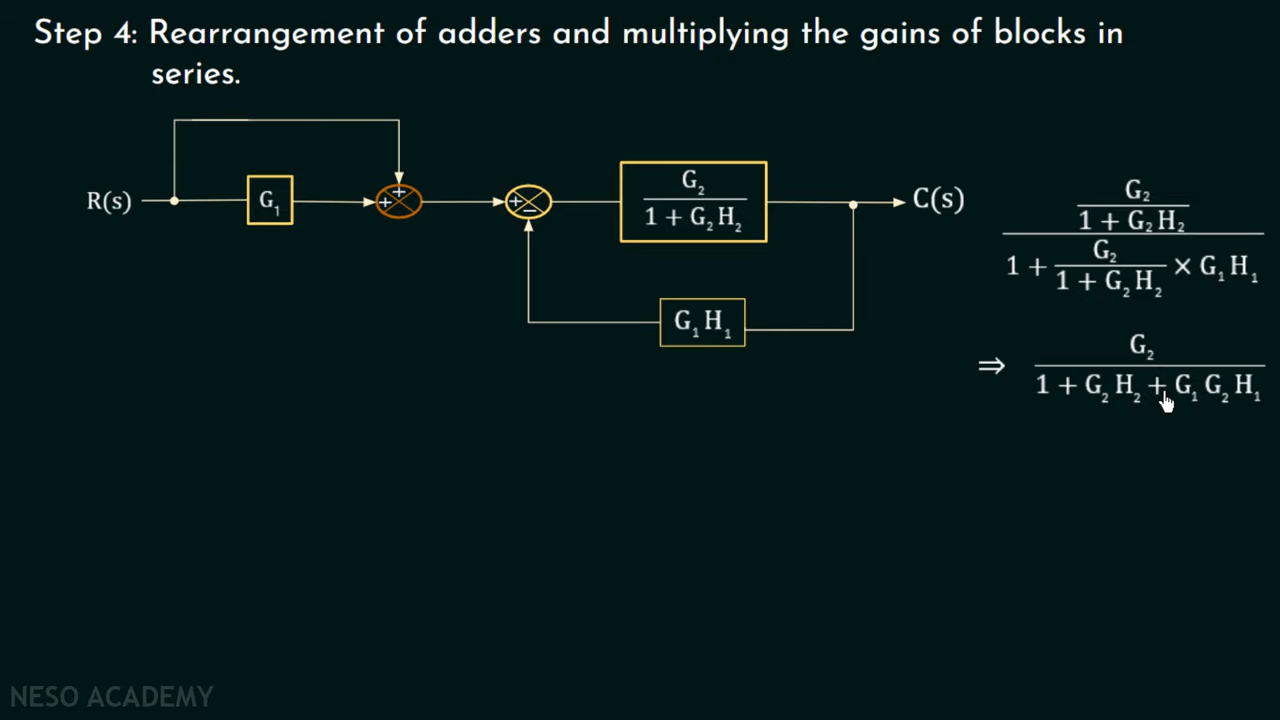 Step 4: Rearrangement of adders and multiplying the gains of blocks in
series.
R(s)
G₁
+
+
+
−
G₂
1 + G₂H₂
C(s)
G₁H₁
G₂
1 + G₂H₂
1 + G₂
1 + G₂H₂ × G₁H₁
⇒ G₂
1 + G₂H₂ + G₁G₂H₁
NESO ACADEMY